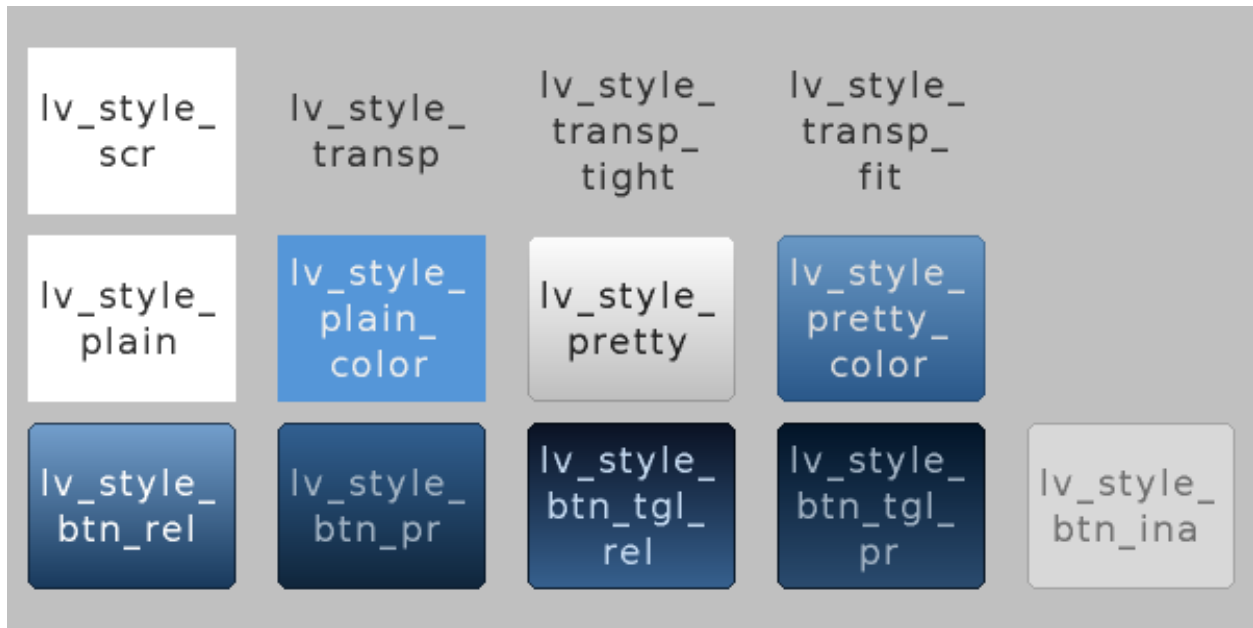 lv_style_
scr
lv_style_
transp
lv_style_
transp_
tight
lv_style_
transp_
fit
lv_style_
plain
lv_style_
plain_
color
lv_style_
pretty
lv_style_
pretty_
color
lv_style_
btn_rel
lv_style_
btn_pr
lv_style_
btn_tgl_
rel
lv_style_
btn_tgl_
pr
lv_style_
btn_ina